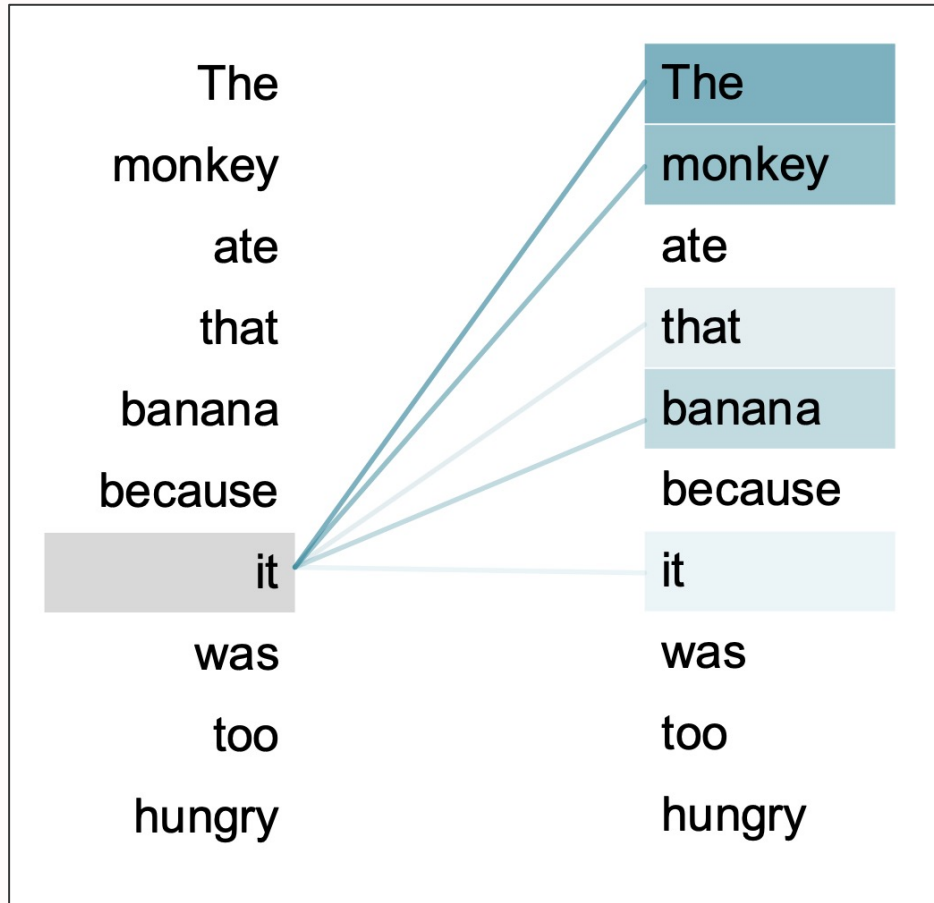 The The
monkey monkey
ate ate
that that
banana banana
because because
it it
was was
too too
hungry hungry